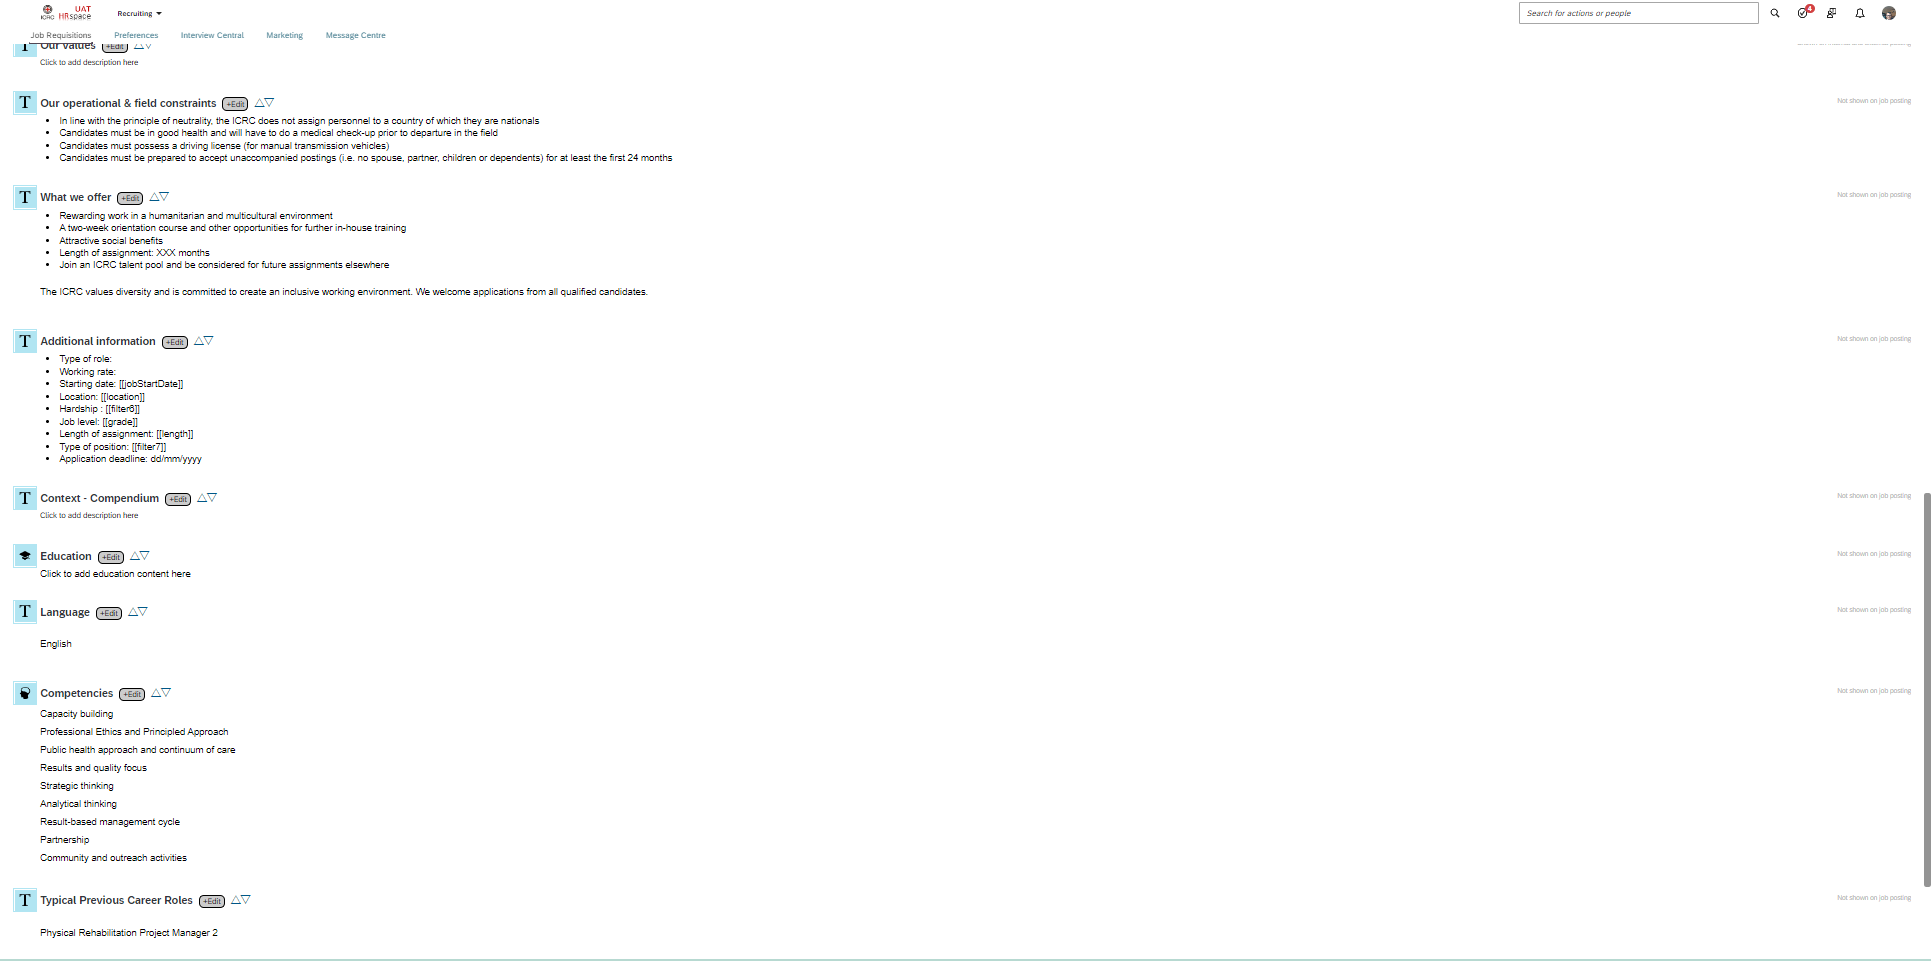 ICRC UAT HRspace
Recruiting
Search for actions or people
4
Job Requisitions Preferences Interview Central Marketing Message Centre
Our values +Edit
Click to add description here
T Our operational & field constraints +Edit Not shown on job posting
• In line with the principle of neutrality, the ICRC does not assign personnel to a country of which they are nationals
• Candidates must be in good health and will have to do a medical check-up prior to departure in the field
• Candidates must possess a driving license (for manual transmission vehicles)
• Candidates must be prepared to accept unaccompanied postings (i.e. no spouse, partner, children or dependents) for at least the first 24 months
T What we offer +Edit Not shown on job posting
• Rewarding work in a humanitarian and multicultural environment
• A two-week orientation course and other opportunities for further in-house training
• Attractive social benefits
• Length of assignment: XXX months
• Join an ICRC talent pool and be considered for future assignments elsewhere
The ICRC values diversity and is committed to create an inclusive working environment. We welcome applications from all qualified candidates.
T Additional information +Edit Not shown on job posting
• Type of role:
• Working rate:
• Starting date: [[jobStartDate]]
• Location: [[location]]
• Hardship : [[filter6]]
• Job level: [[grade]]
• Length of assignment: [[length]]
• Type of position: [[filter7]]
• Application deadline: dd/mm/yyyy
T Context - Compendium +Edit Not shown on job posting
Click to add description here
Education +Edit Not shown on job posting
Click to add education content here
T Language +Edit Not shown on job posting
English
Competencies +Edit Not shown on job posting
Capacity building
Professional Ethics and Principled Approach
Public health approach and continuum of care
Results and quality focus
Strategic thinking
Analytical thinking
Result-based management cycle
Partnership
Community and outreach activities
T Typical Previous Career Roles +Edit Not shown on job posting
Physical Rehabilitation Project Manager 2